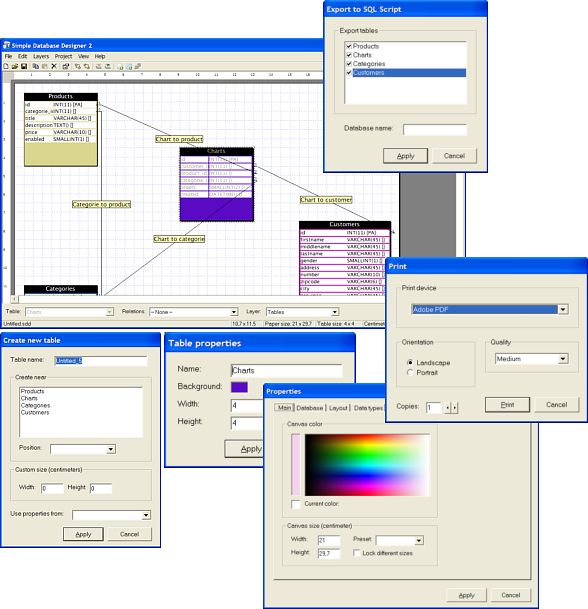 Export to SQL Script
Export tables
Products
Charts
Categories
Customers
Database name:
Apply
Cancel
Simple Database Designer 2
File Edit Layers Project View Help
Products
id INT(11) [PA]
categorie_i INT(11) []
title VARCHAR(45) []
description TEXT() []
price VARCHAR(10) []
enabled SMALLINT(1) []
Chart to product
Charts
id INT(11) [PA]
Categorie to product
Chart to customer
Chart to categorie
Customers
id INT(11) [PA]
firstname VARCHAR(45) []
middlename VARCHAR(45) []
lastname VARCHAR(45) []
gender SMALLINT(1) []
address VARCHAR(45) []
number VARCHAR(10) []
zipcode VARCHAR(6) []
city VARCHAR(45) []
Categories
Table: Charts
Relations: -- None --
Layer: Tables
Untitled.sdd
10,7 x 11,5
Paper size: 21 x 29,7
Table size: 4 x 4
Print
Print device
Adobe PDF
Orientation
Landscape
Portrait
Quality
Medium
Copies: 1
Print
Cancel
Create new table
Table name: Untitled_5
Create near
Products
Charts
Categories
Customers
Position:
Custom size (centimeters)
Width: 0 Height 0
Use properties from:
Apply
Cancel
Table properties
Name: Charts
Background:
Width: 4
Height: 4
Apply
Properties
Main Database Layout Data types
Canvas color
Current color:
Canvas size (centimeter)
Width: 21 Preset:
Height: 29,7 Lock different sizes
Apply
Cancel